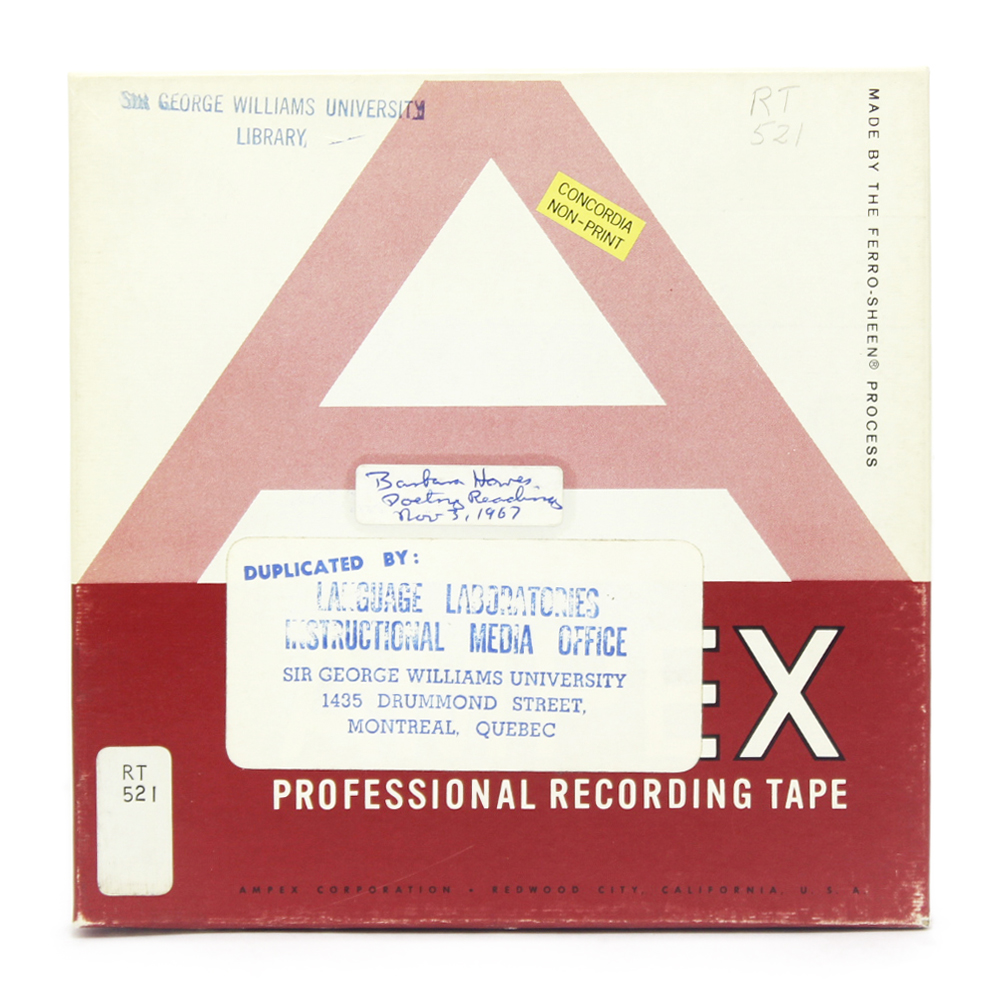 SIR GEORGE WILLIAMS UNIVERSITY
LIBRARY,
RT
521
MADE BY THE FERRO-SHEEN® PROCESS
CONCORDIA
NON-PRINT
Barbara Howes
Poetry Reading
Nov 3, 1967
DUPLICATED BY:
LANGUAGE LABORATORIES
INSTRUCTIONAL MEDIA OFFICE
SIR GEORGE WILLIAMS UNIVERSITY
1435 DRUMMOND STREET,
MONTREAL, QUEBEC
EX
PROFESSIONAL RECORDING TAPE
RT
521
AMPEX CORPORATION • REDWOOD CITY, CALIFORNIA, U. S. A.